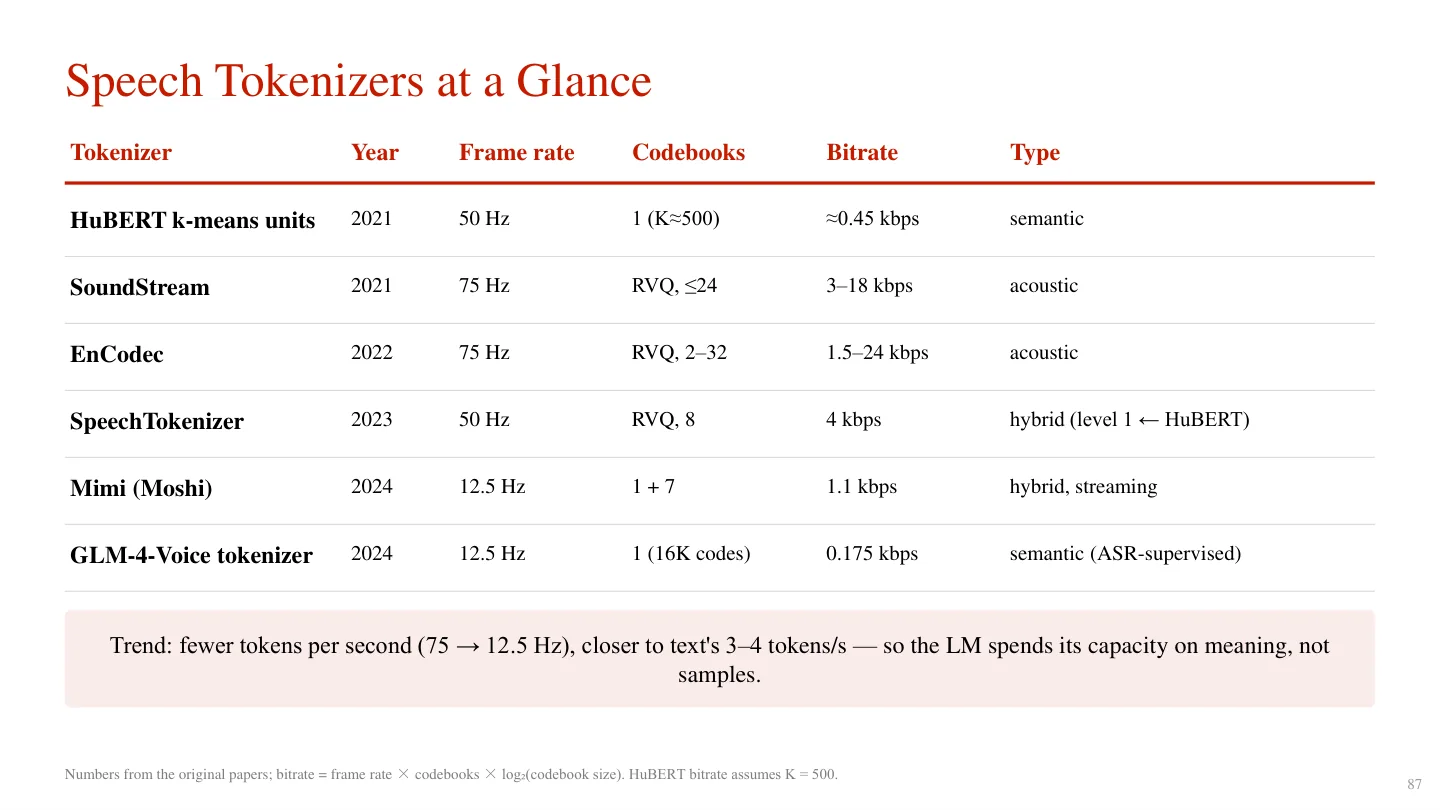 Speech Tokenizers at a Glance
Tokenizer Year Frame rate Codebooks Bitrate Type
HuBERT k-means units 2021 50 Hz 1 (K≈500) ≈0.45 kbps semantic
SoundStream 2021 75 Hz RVQ, ≤24 3–18 kbps acoustic
EnCodec 2022 75 Hz RVQ, 2–32 1.5–24 kbps acoustic
SpeechTokenizer 2023 50 Hz RVQ, 8 4 kbps hybrid (level 1 ← HuBERT)
Mimi (Moshi) 2024 12.5 Hz 1 + 7 1.1 kbps hybrid, streaming
GLM-4-Voice tokenizer 2024 12.5 Hz 1 (16K codes) 0.175 kbps semantic (ASR-supervised)
Trend: fewer tokens per second (75 → 12.5 Hz), closer to text's 3–4 tokens/s — so the LM spends its capacity on meaning, not
samples.
Numbers from the original papers; bitrate = frame rate × codebooks × log₂(codebook size). HuBERT bitrate assumes K = 500.
87